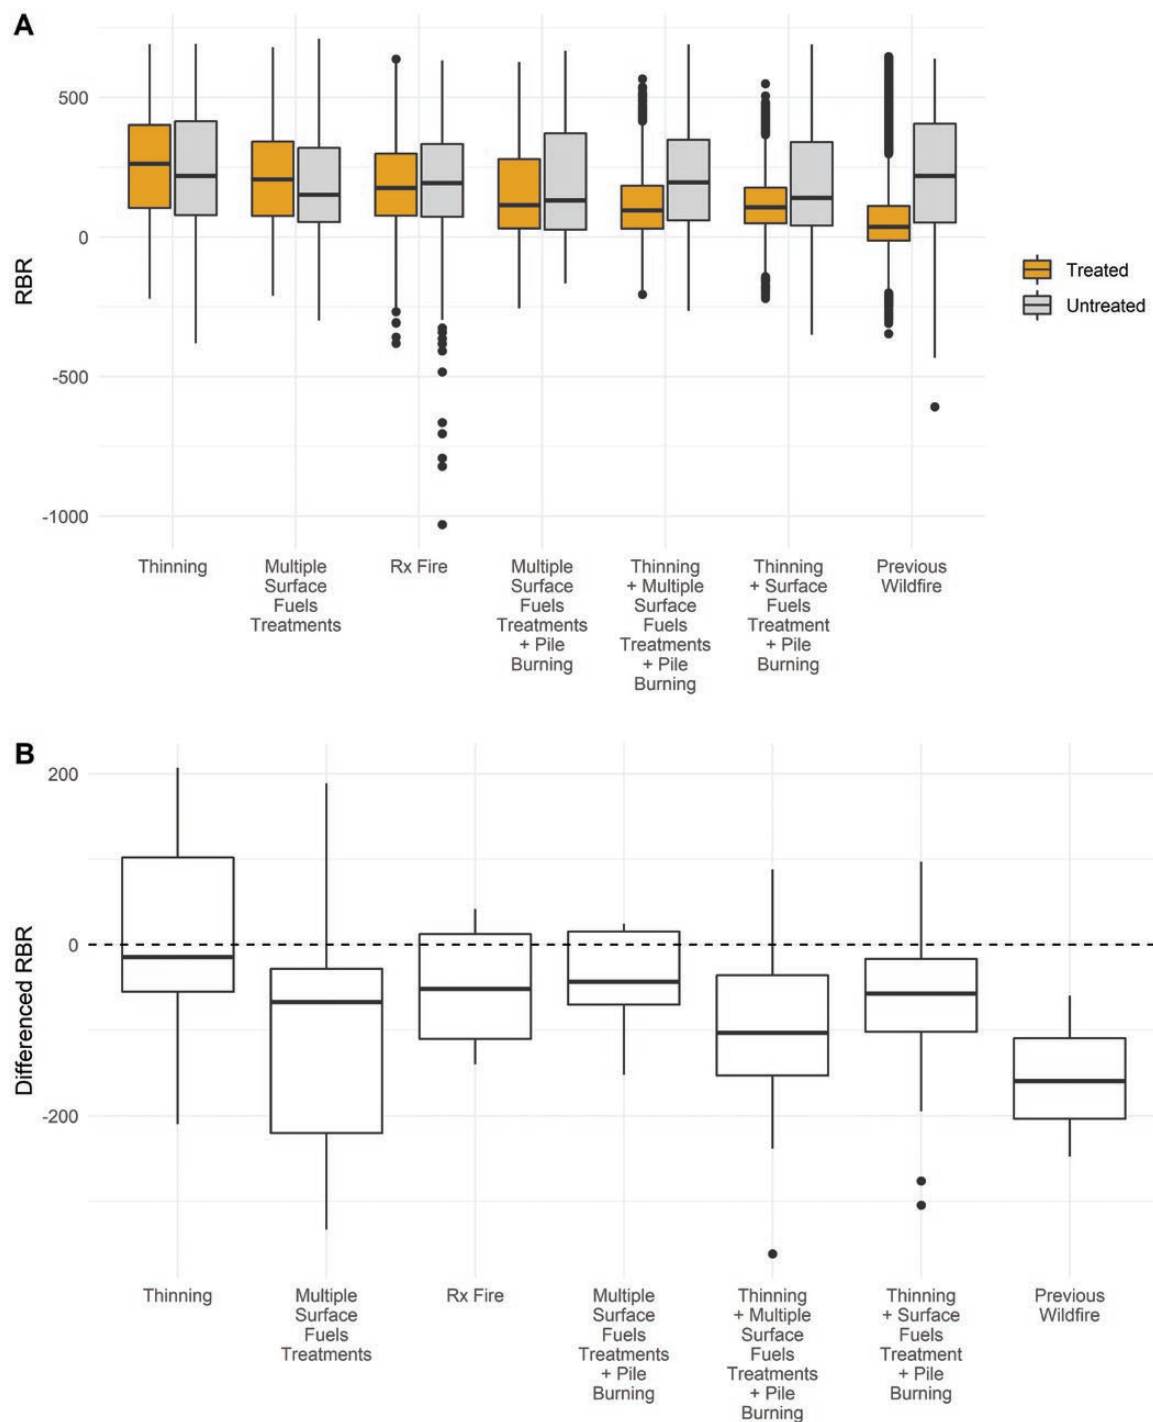 A
500
0
-500
-1000
RBR
Treated
Untreated
Thinning
Multiple
Surface
Fuels
Treatments
Rx Fire
Multiple
Surface
Fuels
Treatments
+ Pile
Burning
Thinning
+ Multiple
Surface
Fuels
Treatments
+ Pile
Burning
Thinning
+ Surface
Fuels
Treatment
+ Pile
Burning
Previous
Wildfire
B
200
0
-200
Differenced RBR
Thinning
Multiple
Surface
Fuels
Treatments
Rx Fire
Multiple
Surface
Fuels
Treatments
+ Pile
Burning
Thinning
+ Multiple
Surface
Fuels
Treatments
+ Pile
Burning
Thinning
+ Surface
Fuels
Treatment
+ Pile
Burning
Previous
Wildfire